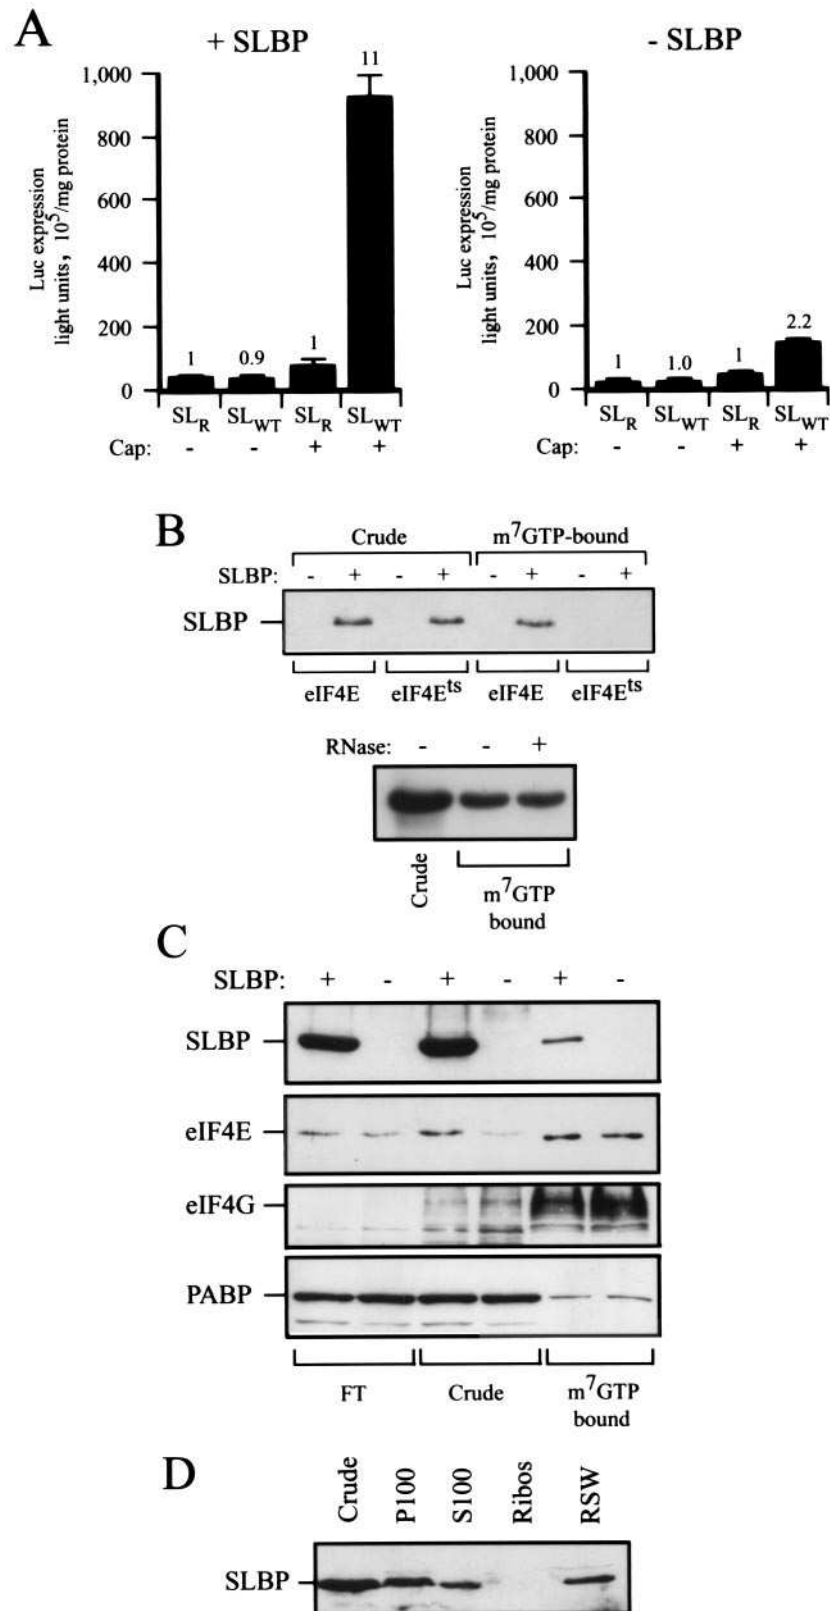 A
+ SLBP
- SLBP
Luc expression
light units, 10^5/mg protein
1,000
800
600
400
200
0
1
0.9
1
11
SL_R SL_WT SL_R SL_WT
Cap: - - + +
Luc expression
light units, 10^5/mg protein
1,000
800
600
400
200
0
1
1.0
1
2.2
SL_R SL_WT SL_R SL_WT
Cap: - - + +
B
Crude m^7GTP-bound
SLBP: - + - + - + - +
SLBP
eIF4E eIF4E^ts eIF4E eIF4E^ts
RNase: - - +
Crude
m^7GTP
bound
C
SLBP: + - + - + -
SLBP
eIF4E
eIF4G
PABP
FT Crude m^7GTP
bound
D
Crude P100 S100 Ribos RSW
SLBP